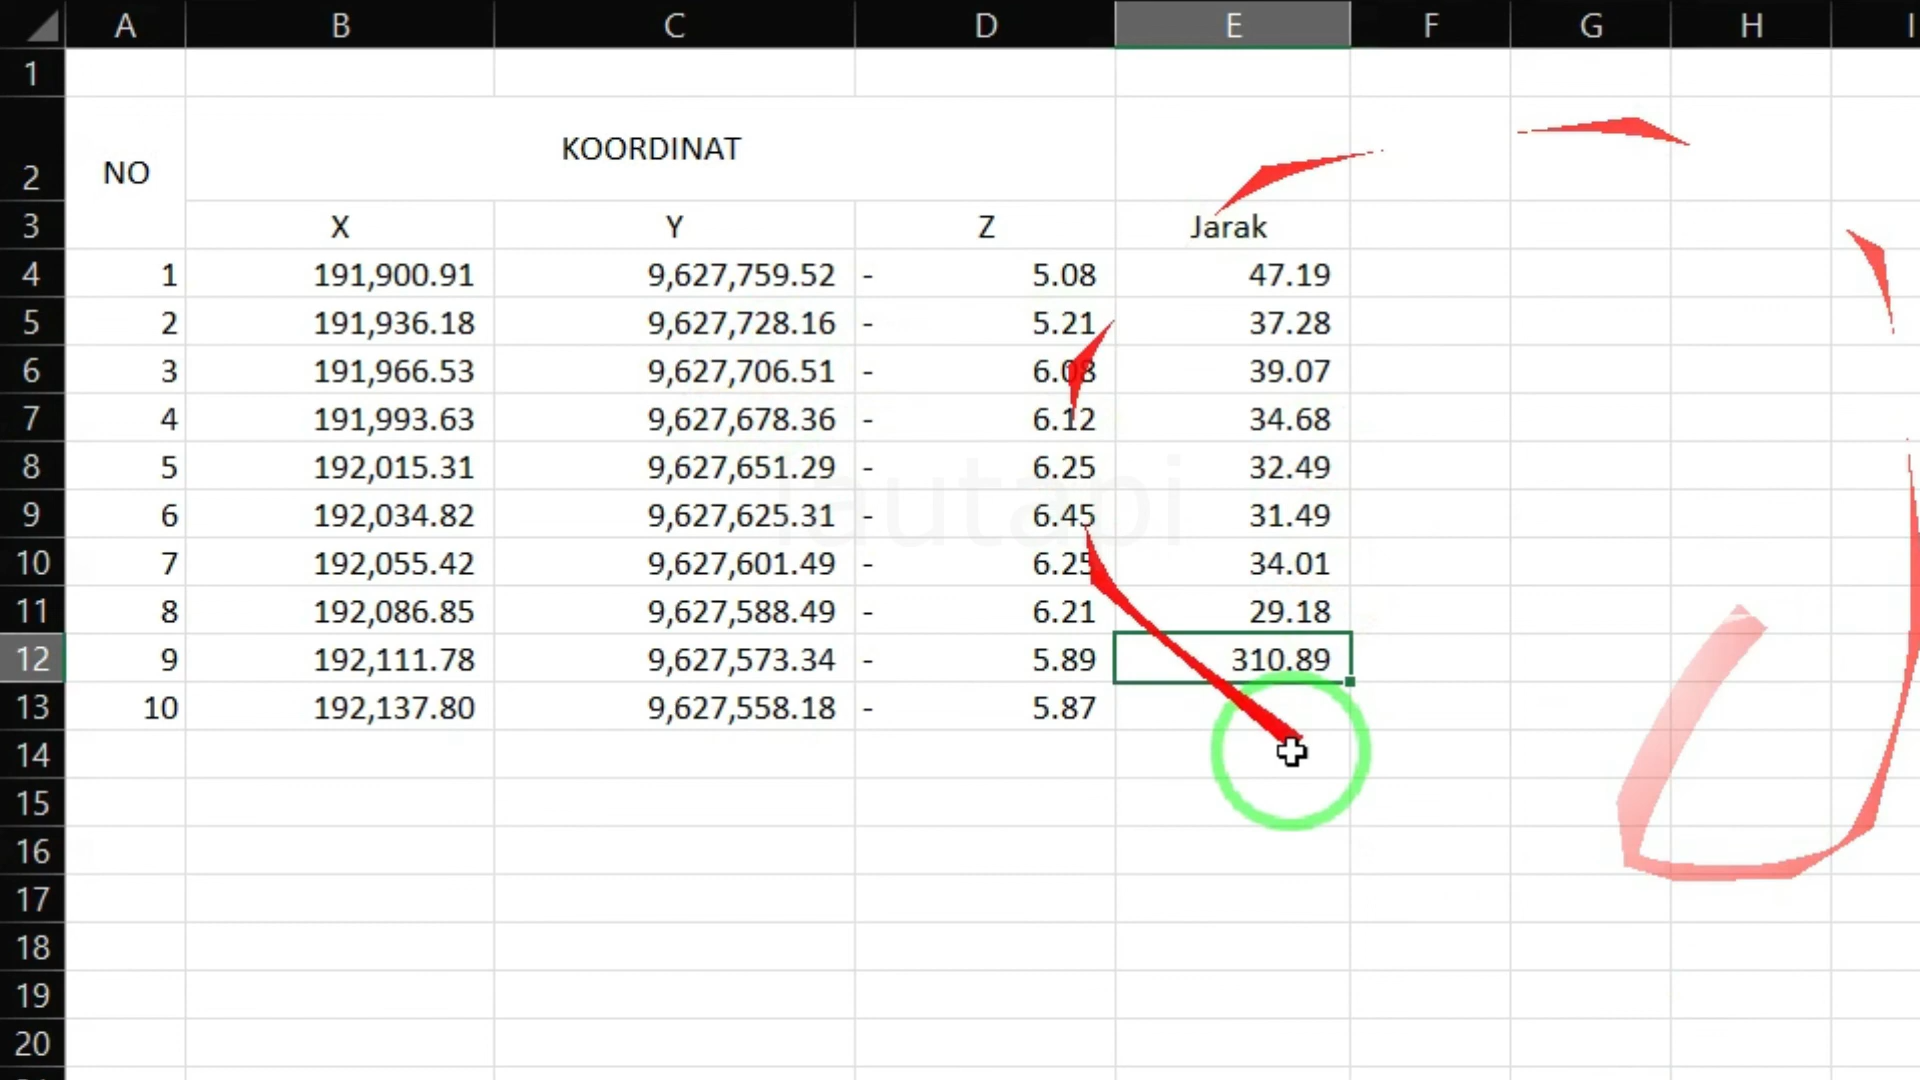 A B C D E F G H I
1
2 NO KOORDINAT
3 X Y Z Jarak
4 1 191,900.91 9,627,759.52 - 5.08 47.19
5 2 191,936.18 9,627,728.16 - 5.21 37.28
6 3 191,966.53 9,627,706.51 - 6.08 39.07
7 4 191,993.63 9,627,678.36 - 6.12 34.68
8 5 192,015.31 9,627,651.29 - 6.25 32.49
9 6 192,034.82 9,627,625.31 - 6.45 31.49
10 7 192,055.42 9,627,601.49 - 6.25 34.01
11 8 192,086.85 9,627,588.49 - 6.21 29.18
12 9 192,111.78 9,627,573.34 - 5.89 310.89
13 10 192,137.80 9,627,558.18 - 5.87
14
15
16
17
18
19
20
lautapi